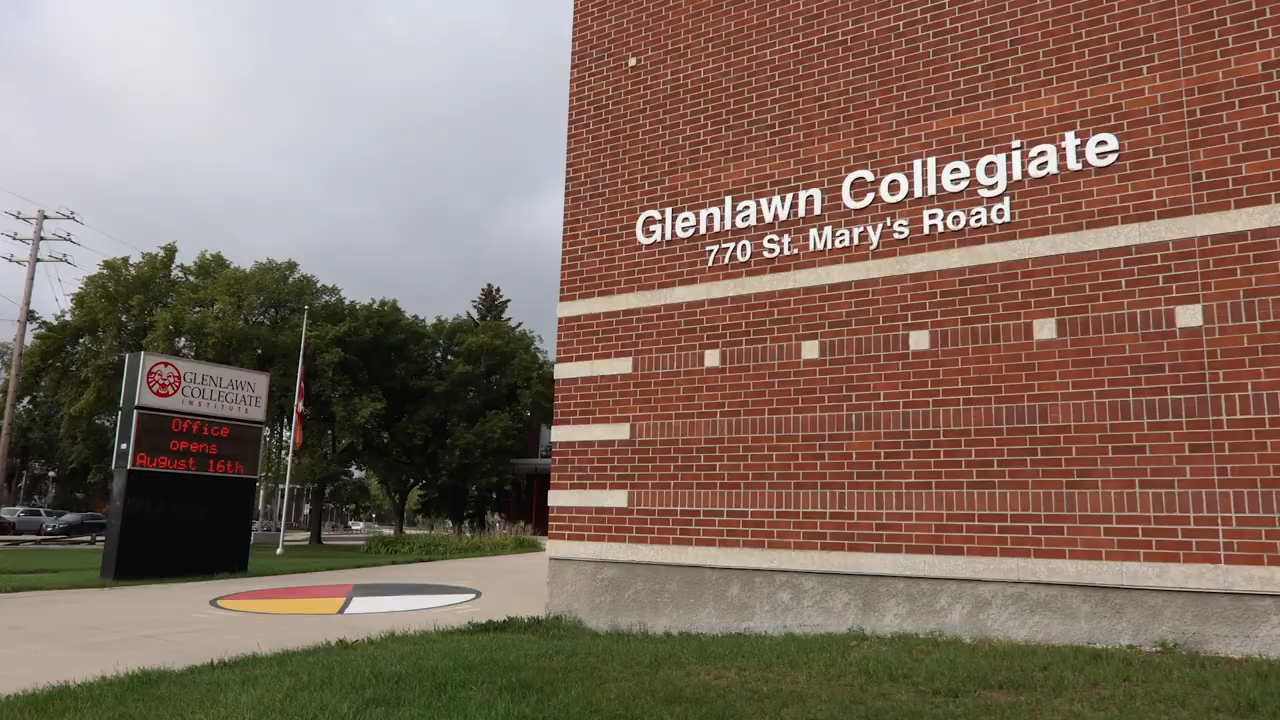 GLENLAWN
COLLEGIATE
INSTITUTE
Office
opens
August 16th
Glenlawn Collegiate
770 St. Mary's Road